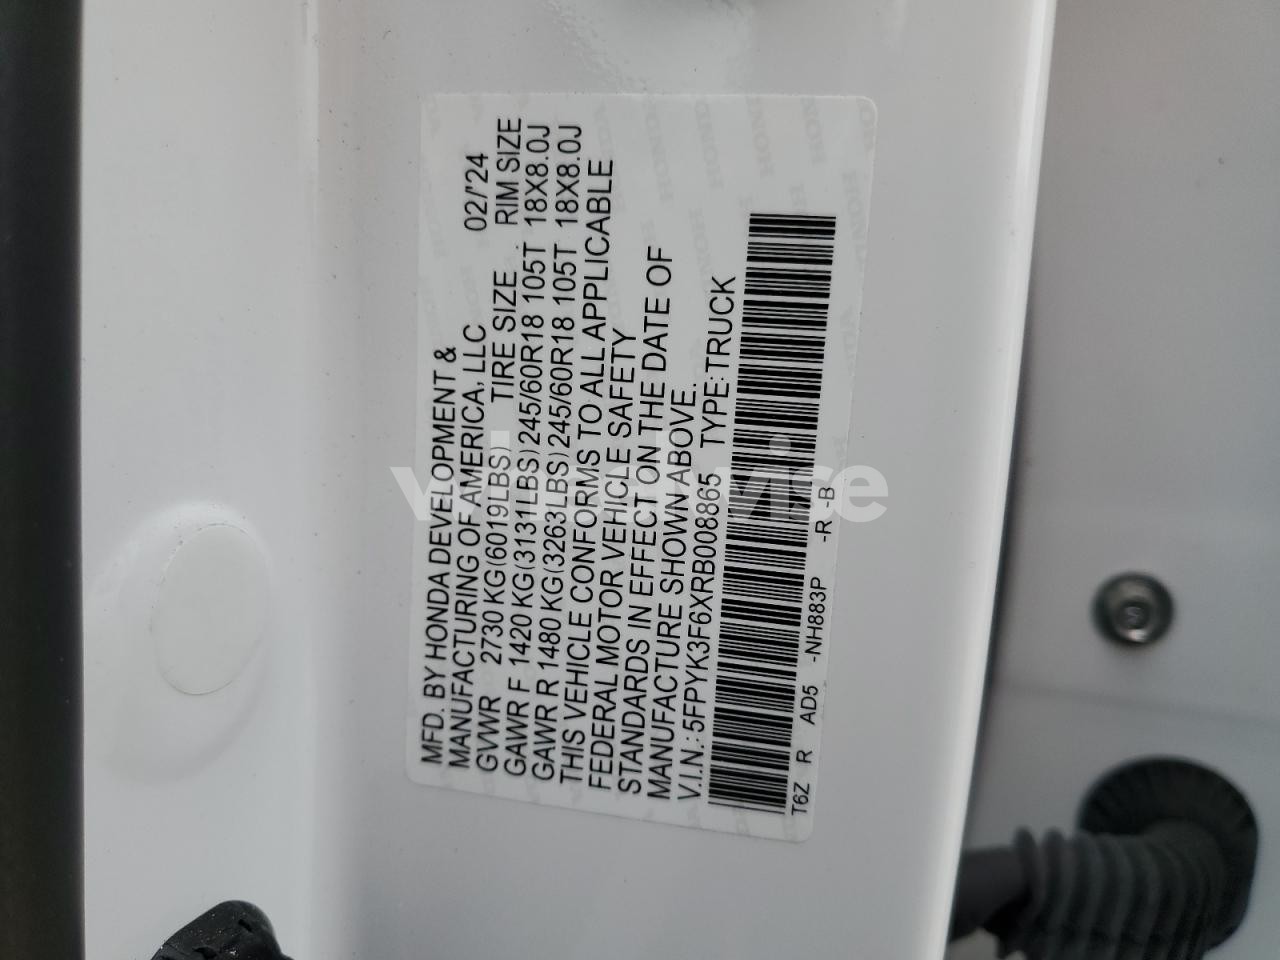 MFD. BY HONDA DEVELOPMENT &
MANUFACTURING OF AMERICA, LLC 02/'24
GVWR 2730 KG(6019LBS) TIRE SIZE RIM SIZE
GAWR F 1420 KG(3131LBS) 245/60R18 105T 18X8.0J
GAWR R 1480 KG(3263LBS) 245/60R18 105T 18X8.0J
THIS VEHICLE CONFORMS TO ALL APPLICABLE
FEDERAL MOTOR VEHICLE SAFETY
STANDARDS IN EFFECT ON THE DATE OF
MANUFACTURE SHOWN ABOVE.
V.I.N.: 5FPYK3F6XRB008865 TYPE: TRUCK
T6Z R AD5 -NH883P -R -B